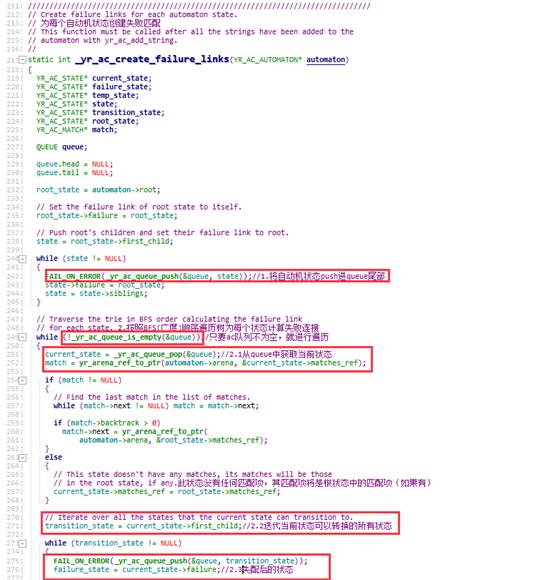 211: ////////////////////////////////////////////////////////////////////////////////
212: // Create failure links for each automaton state.
213: // 为每个自动机状态创建失败匹配
214: // This function must be called after all the strings have been added to the
215: // automaton with yr_ac_add_string.
216: //
217: static int _yr_ac_create_failure_links(YR_AC_AUTOMATON* automaton)
218: {
219: YR_AC_STATE* current_state;
220: YR_AC_STATE* failure_state;
221: YR_AC_STATE* temp_state;
222: YR_AC_STATE* state;
223: YR_AC_STATE* transition_state;
224: YR_AC_STATE* root_state;
225: YR_AC_MATCH* match;
226:
227: QUEUE queue;
228:
229: queue.head = NULL;
230: queue.tail = NULL;
231:
232: root_state = automaton->root;
233:
234: // Set the failure link of root state to itself.
235: root_state->failure = root_state;
236:
237: // Push root's children and set their failure link to root.
238: state = root_state->first_child;
239:
240: while (state != NULL)
241: {
242: FAIL_ON_ERROR(_yr_ac_queue_push(&queue, state));//1.将自动机状态push进queue尾部
243: state->failure = root_state;
244: state = state->siblings;
245: }
246:
247: // Traverse the trie in BFS order calculating the failure link
248: // for each state. 2.按照BFS(广度)顺序遍历树为每个状态计算失败连接
249: while (!_yr_ac_queue_is_empty(&queue))//只要ac队列不为空，就进行遍历
250: {
251: current_state = _yr_ac_queue_pop(&queue);//2.1从queue中获取当前状态
252: match = yr_arena_ref_to_ptr(automaton->arena, &current_state->matches_ref);
253:
254: if (match != NULL)
255: {
256: // Find the last match in the list of matches.
257: while (match->next != NULL) match = match->next;
258:
259: if (match->backtrack > 0)
260: match->next = yr_arena_ref_to_ptr(
261: automaton->arena, &root_state->matches_ref);
262: }
263: else
264: {
265: // This state doesn't have any matches, its matches will be those
266: // in the root state, if any.此状态没有任何匹配项，其匹配项将是根状态中的匹配项（如果有）
267: current_state->matches_ref = root_state->matches_ref;
268: }
269:
270: // Iterate over all the states that the current state can transition to.
271: transition_state = current_state->first_child;//2.2迭代当前状态可以转换的所有状态
272:
273: while (transition_state != NULL)
274: {
275: FAIL_ON_ERROR(_yr_ac_queue_push(&queue, transition_state));
276: failure_state = current_state->failure;//2.3失配后的状态
277: